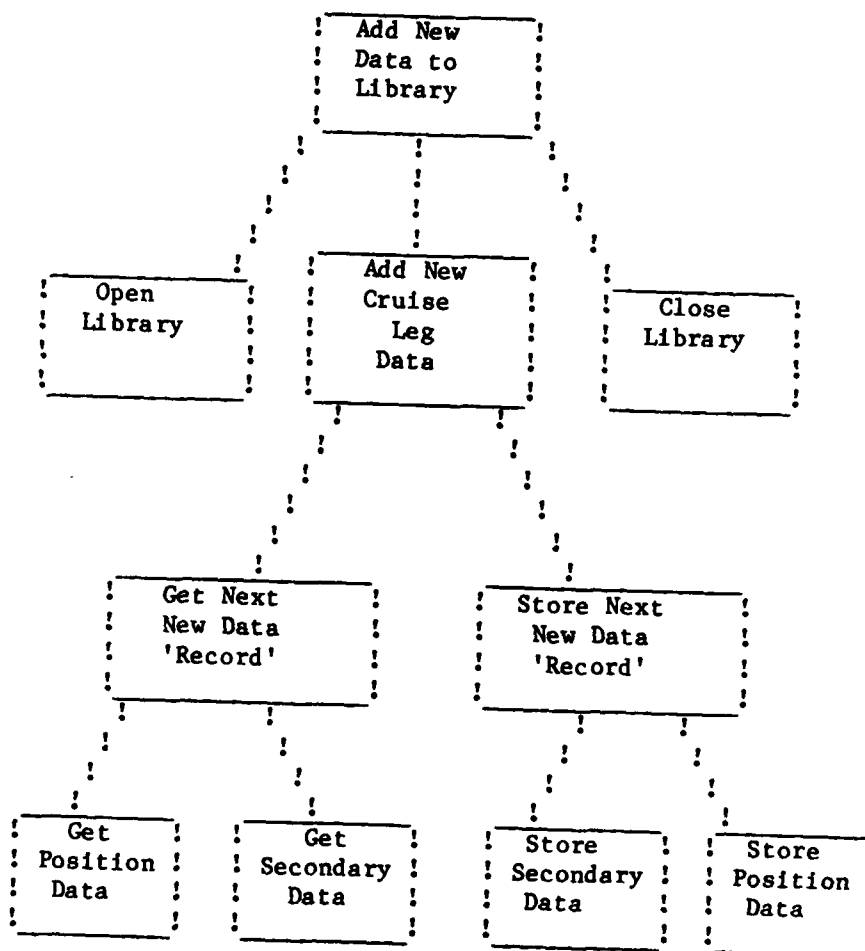 Add New
Data to
Library
Open
Library
Add New
Cruise
Leg
Data
Close
Library
Get Next
New Data
'Record'
Store Next
New Data
'Record'
Get
Position
Data
Get
Secondary
Data
Store
Secondary
Data
Store
Position
Data